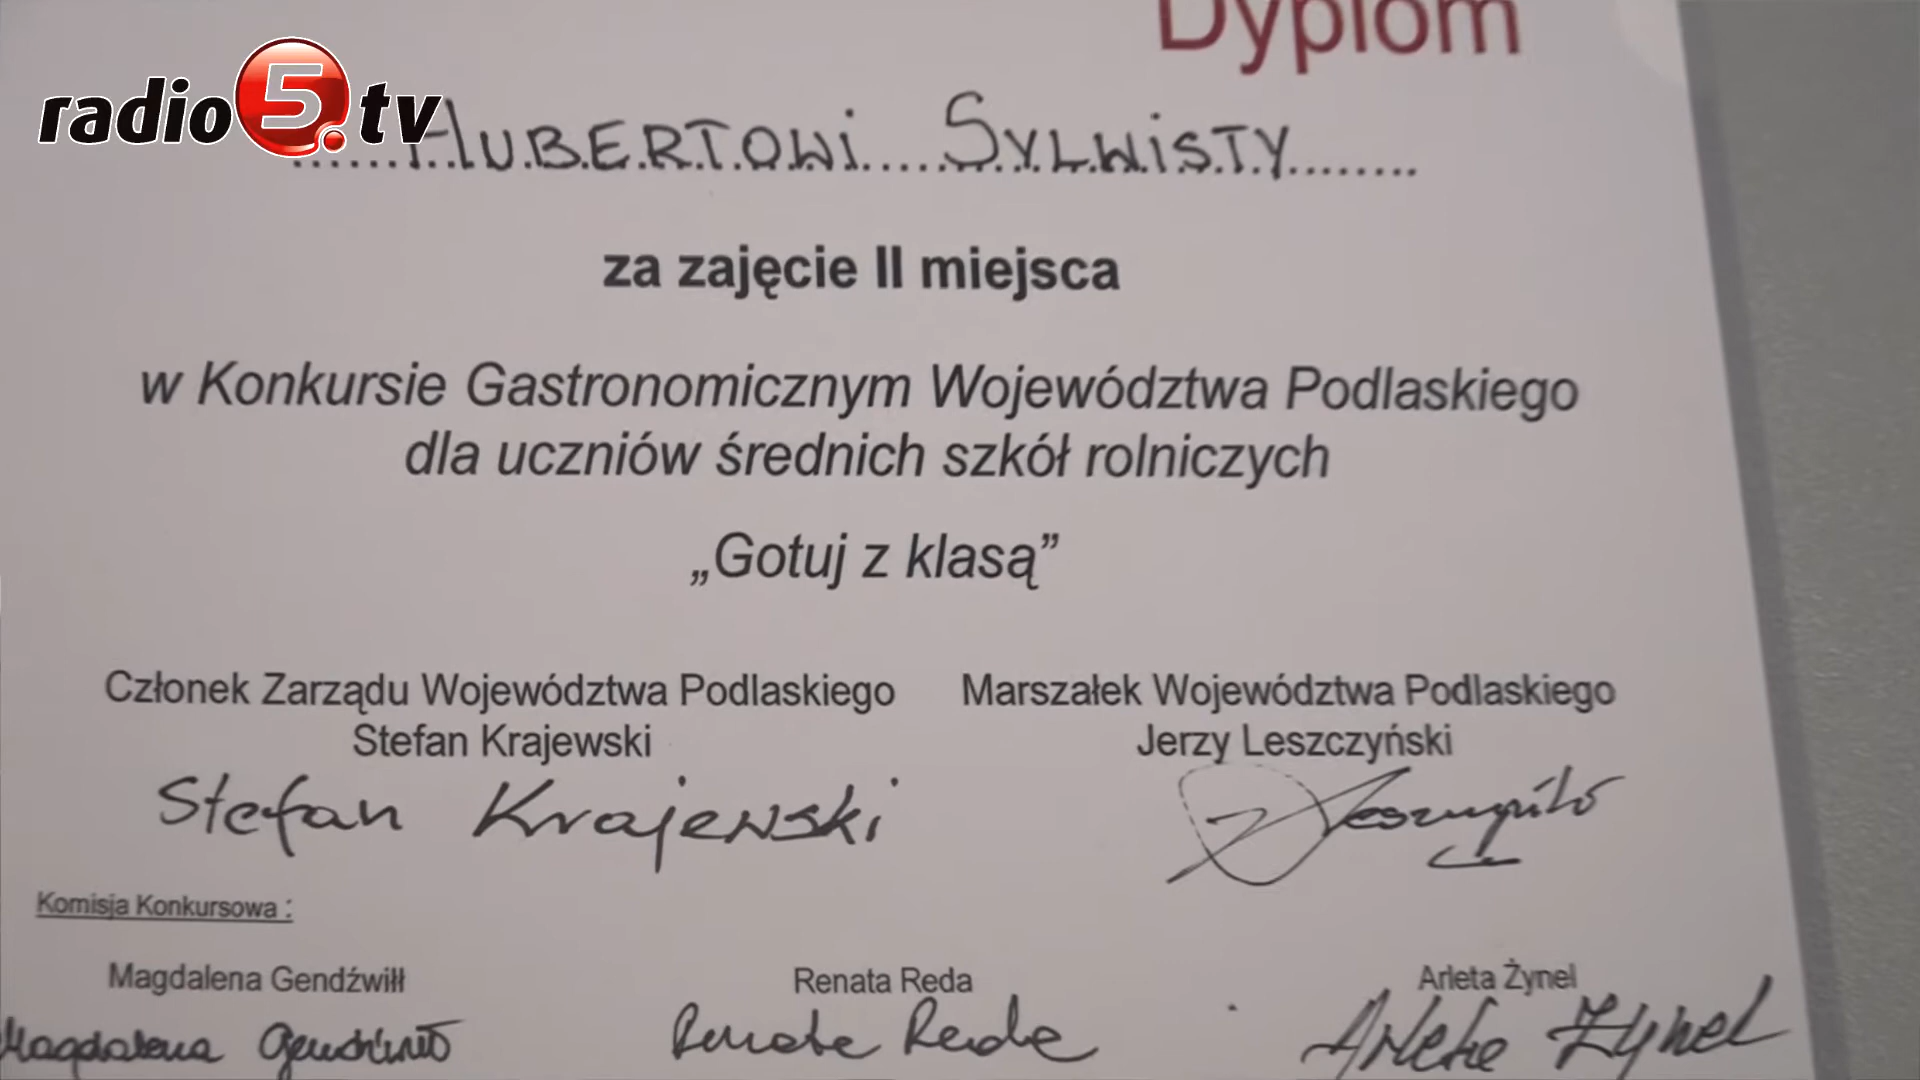 Dyplom
radio5.tv
HUBERTOWI SYLWISTY
za zajęcie II miejsca
w Konkursie Gastronomicznym Województwa Podlaskiego
dla uczniów średnich szkół rolniczych
„Gotuj z klasą”
Członek Zarządu Województwa Podlaskiego Marszałek Województwa Podlaskiego
Stefan Krajewski Jerzy Leszczyński
Stefan Krajewski
Komisja Konkursowa :
Magdalena Gendźwiłł Renata Reda Arleta Żynel
Magdalena Gendźwiłł Renata Reda Arleta Żynel